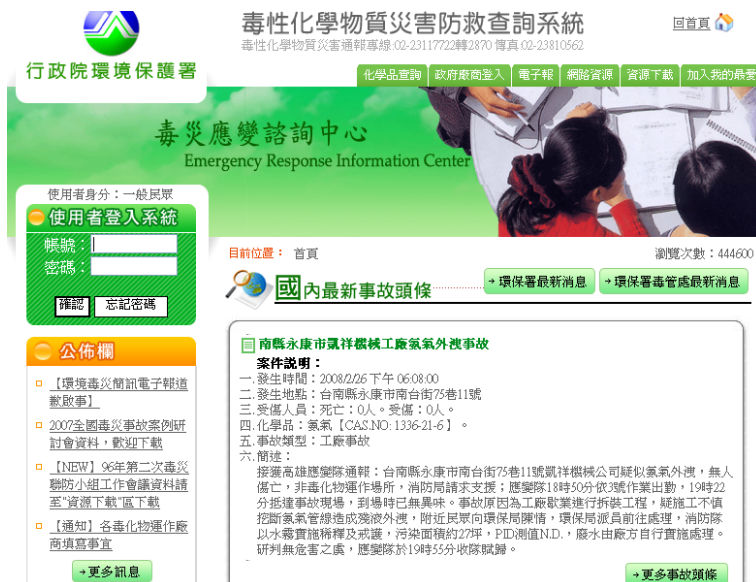 毒性化學物質災害防救查詢系統
毒性化學物質災害通報專線:02-23117722轉2870 傳真:02-23810562
回首頁
行政院環境保護署
化學品查詢 政府廠商登入 電子報 網路資源 資源下載 加入我的最愛
毒災應變諮詢中心
Emergency Response Information Center
使用者身分：一般民眾
使用者登入系統
帳號：
密碼：
確認 忘記密碼
目前位置： 首頁
瀏覽次數：444600
國內最新事故頭條
環保署最新消息 環保署毒管處最新消息
公佈欄
【環境毒災簡訊電子報道
歉啟事】
2007全國毒災事故案例研
討會資料，歡迎下載
【NEW】96年第二次毒災
聯防小組工作會議資料請
至"資源下載"區下載
【通知】各毒化物運作廠
商填寫事宜
更多訊息
南縣永康市凱祥機械工廠氨氣外洩事故
案件說明：
一.發生時間：2008/2/26 下午 06:08:00
二.發生地點：台南縣永康市南台街75巷11號
三.受傷人員：死亡：0人。受傷：0人。
四.化學品：氨氣【CAS.NO: 1336-21-6】。
五.事故類型：工廠事故
六.簡述：
接獲高雄應變隊通報：台南縣永康市南台街75巷11號凱祥機械公司疑似氨氣外洩，無人
傷亡，非毒化物運作場所，消防局請求支援；應變隊18時50分依3號作業出勤，19時22
分抵達事故現場，到場時已無異味。事故原因為工廠歇業進行拆裝工程，疑施工不慎
挖斷氨氣管線造成殘液外洩，附近民眾向環保局陳情，環保局派員前往處理，消防隊
以水霧實施稀釋及戒護，污染面積約27坪，PID測值N.D.，廢水由廠方自行實施處理。
研判無危害之虞，應變隊於19時55分收隊賦歸。
更多事故頭條